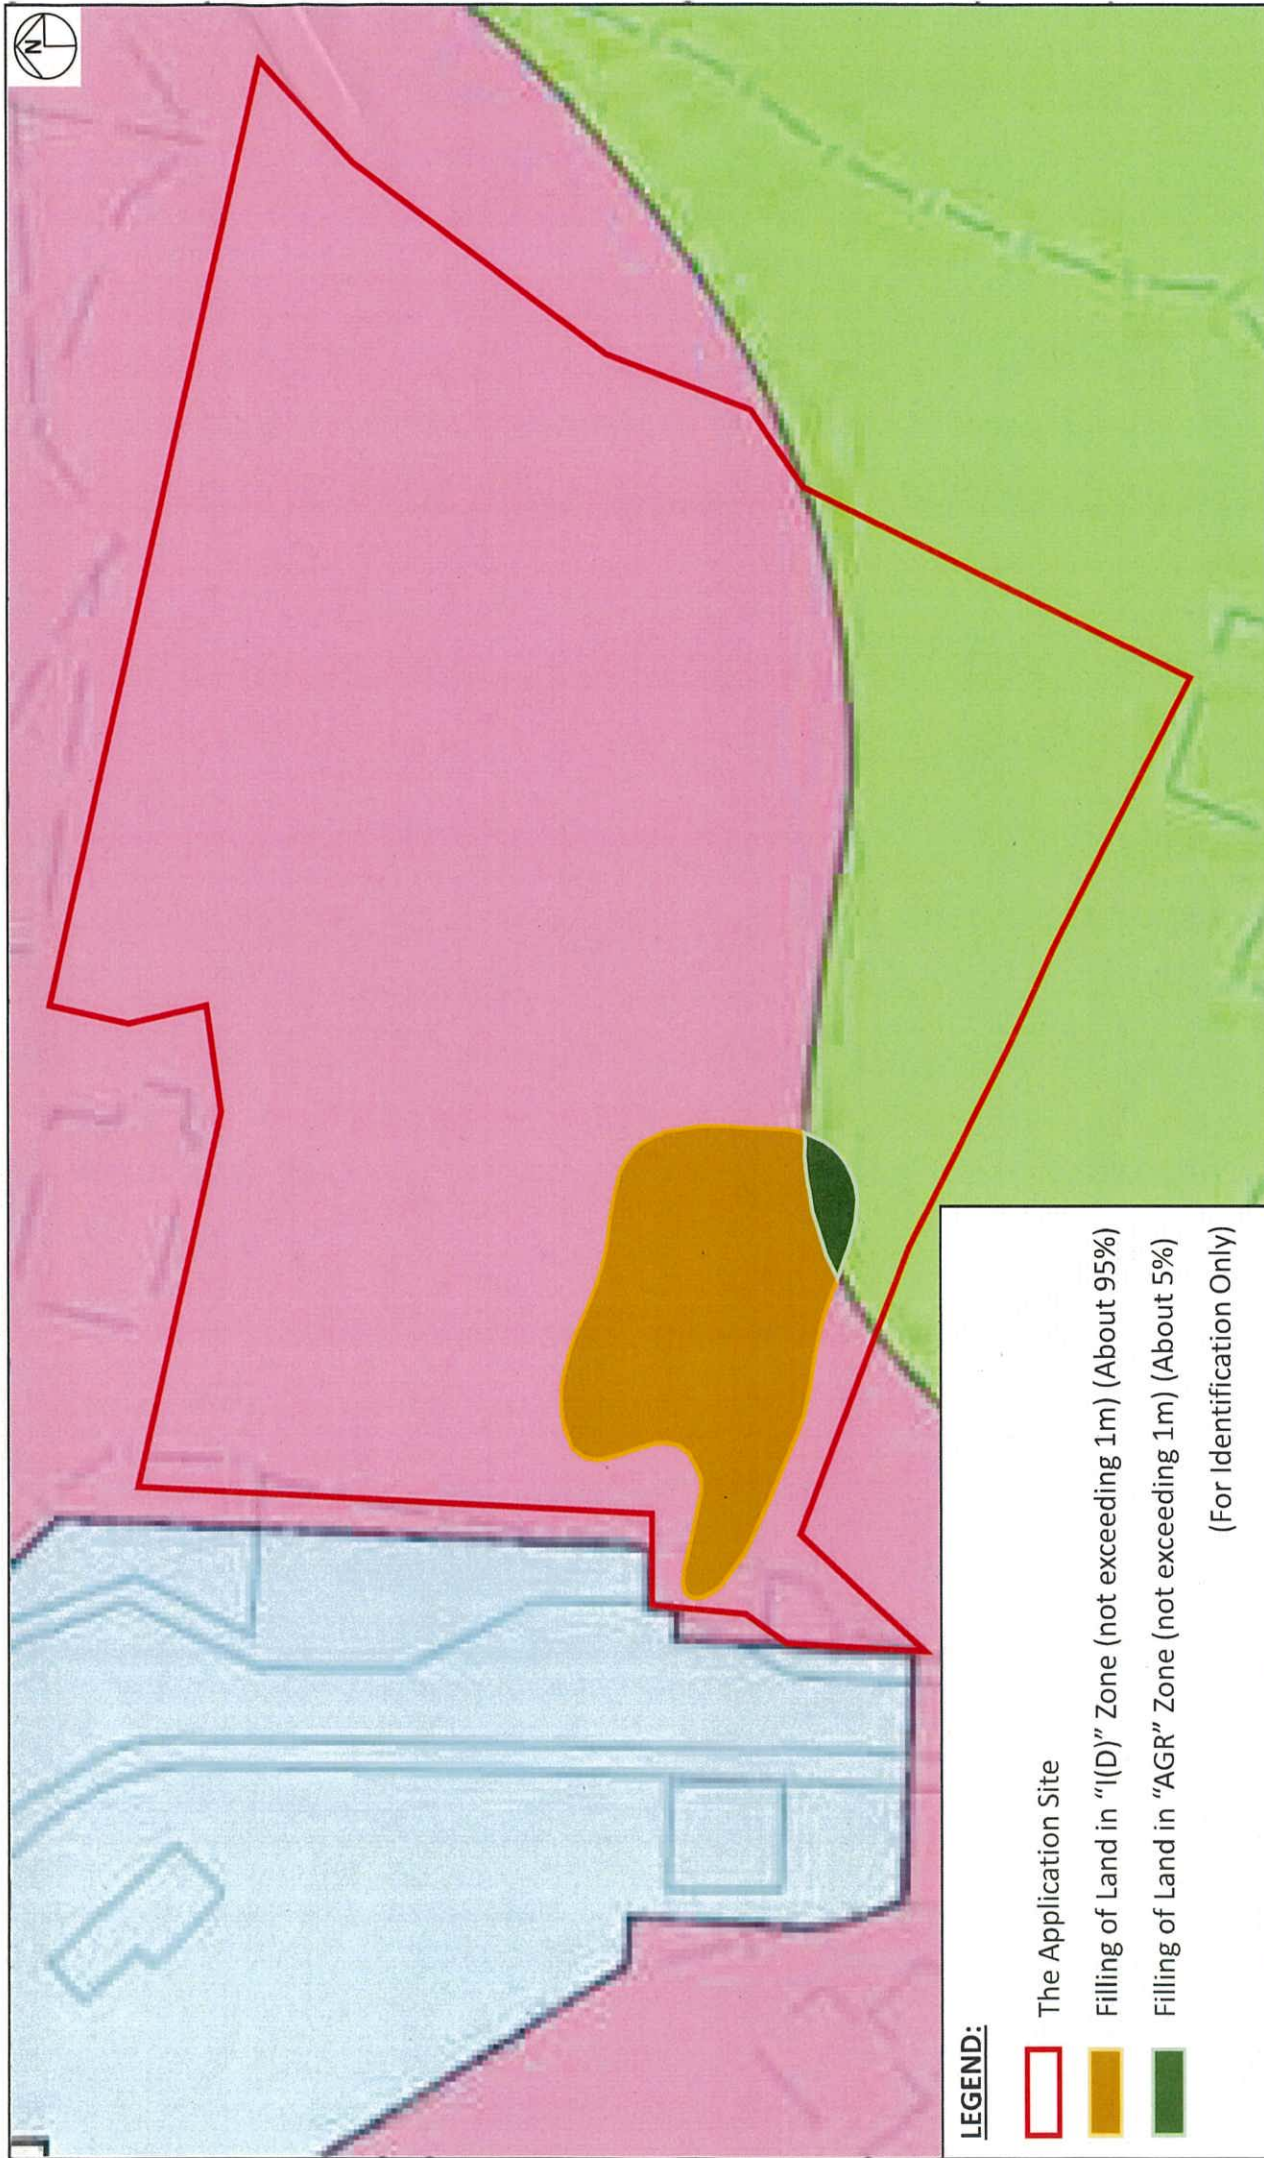 N
LEGEND:
The Application Site
Filling of Land in “I(D)” Zone (not exceeding 1m) (About 95%)
Filling of Land in “AGR” Zone (not exceeding 1m) (About 5%)
(For Identification Only)